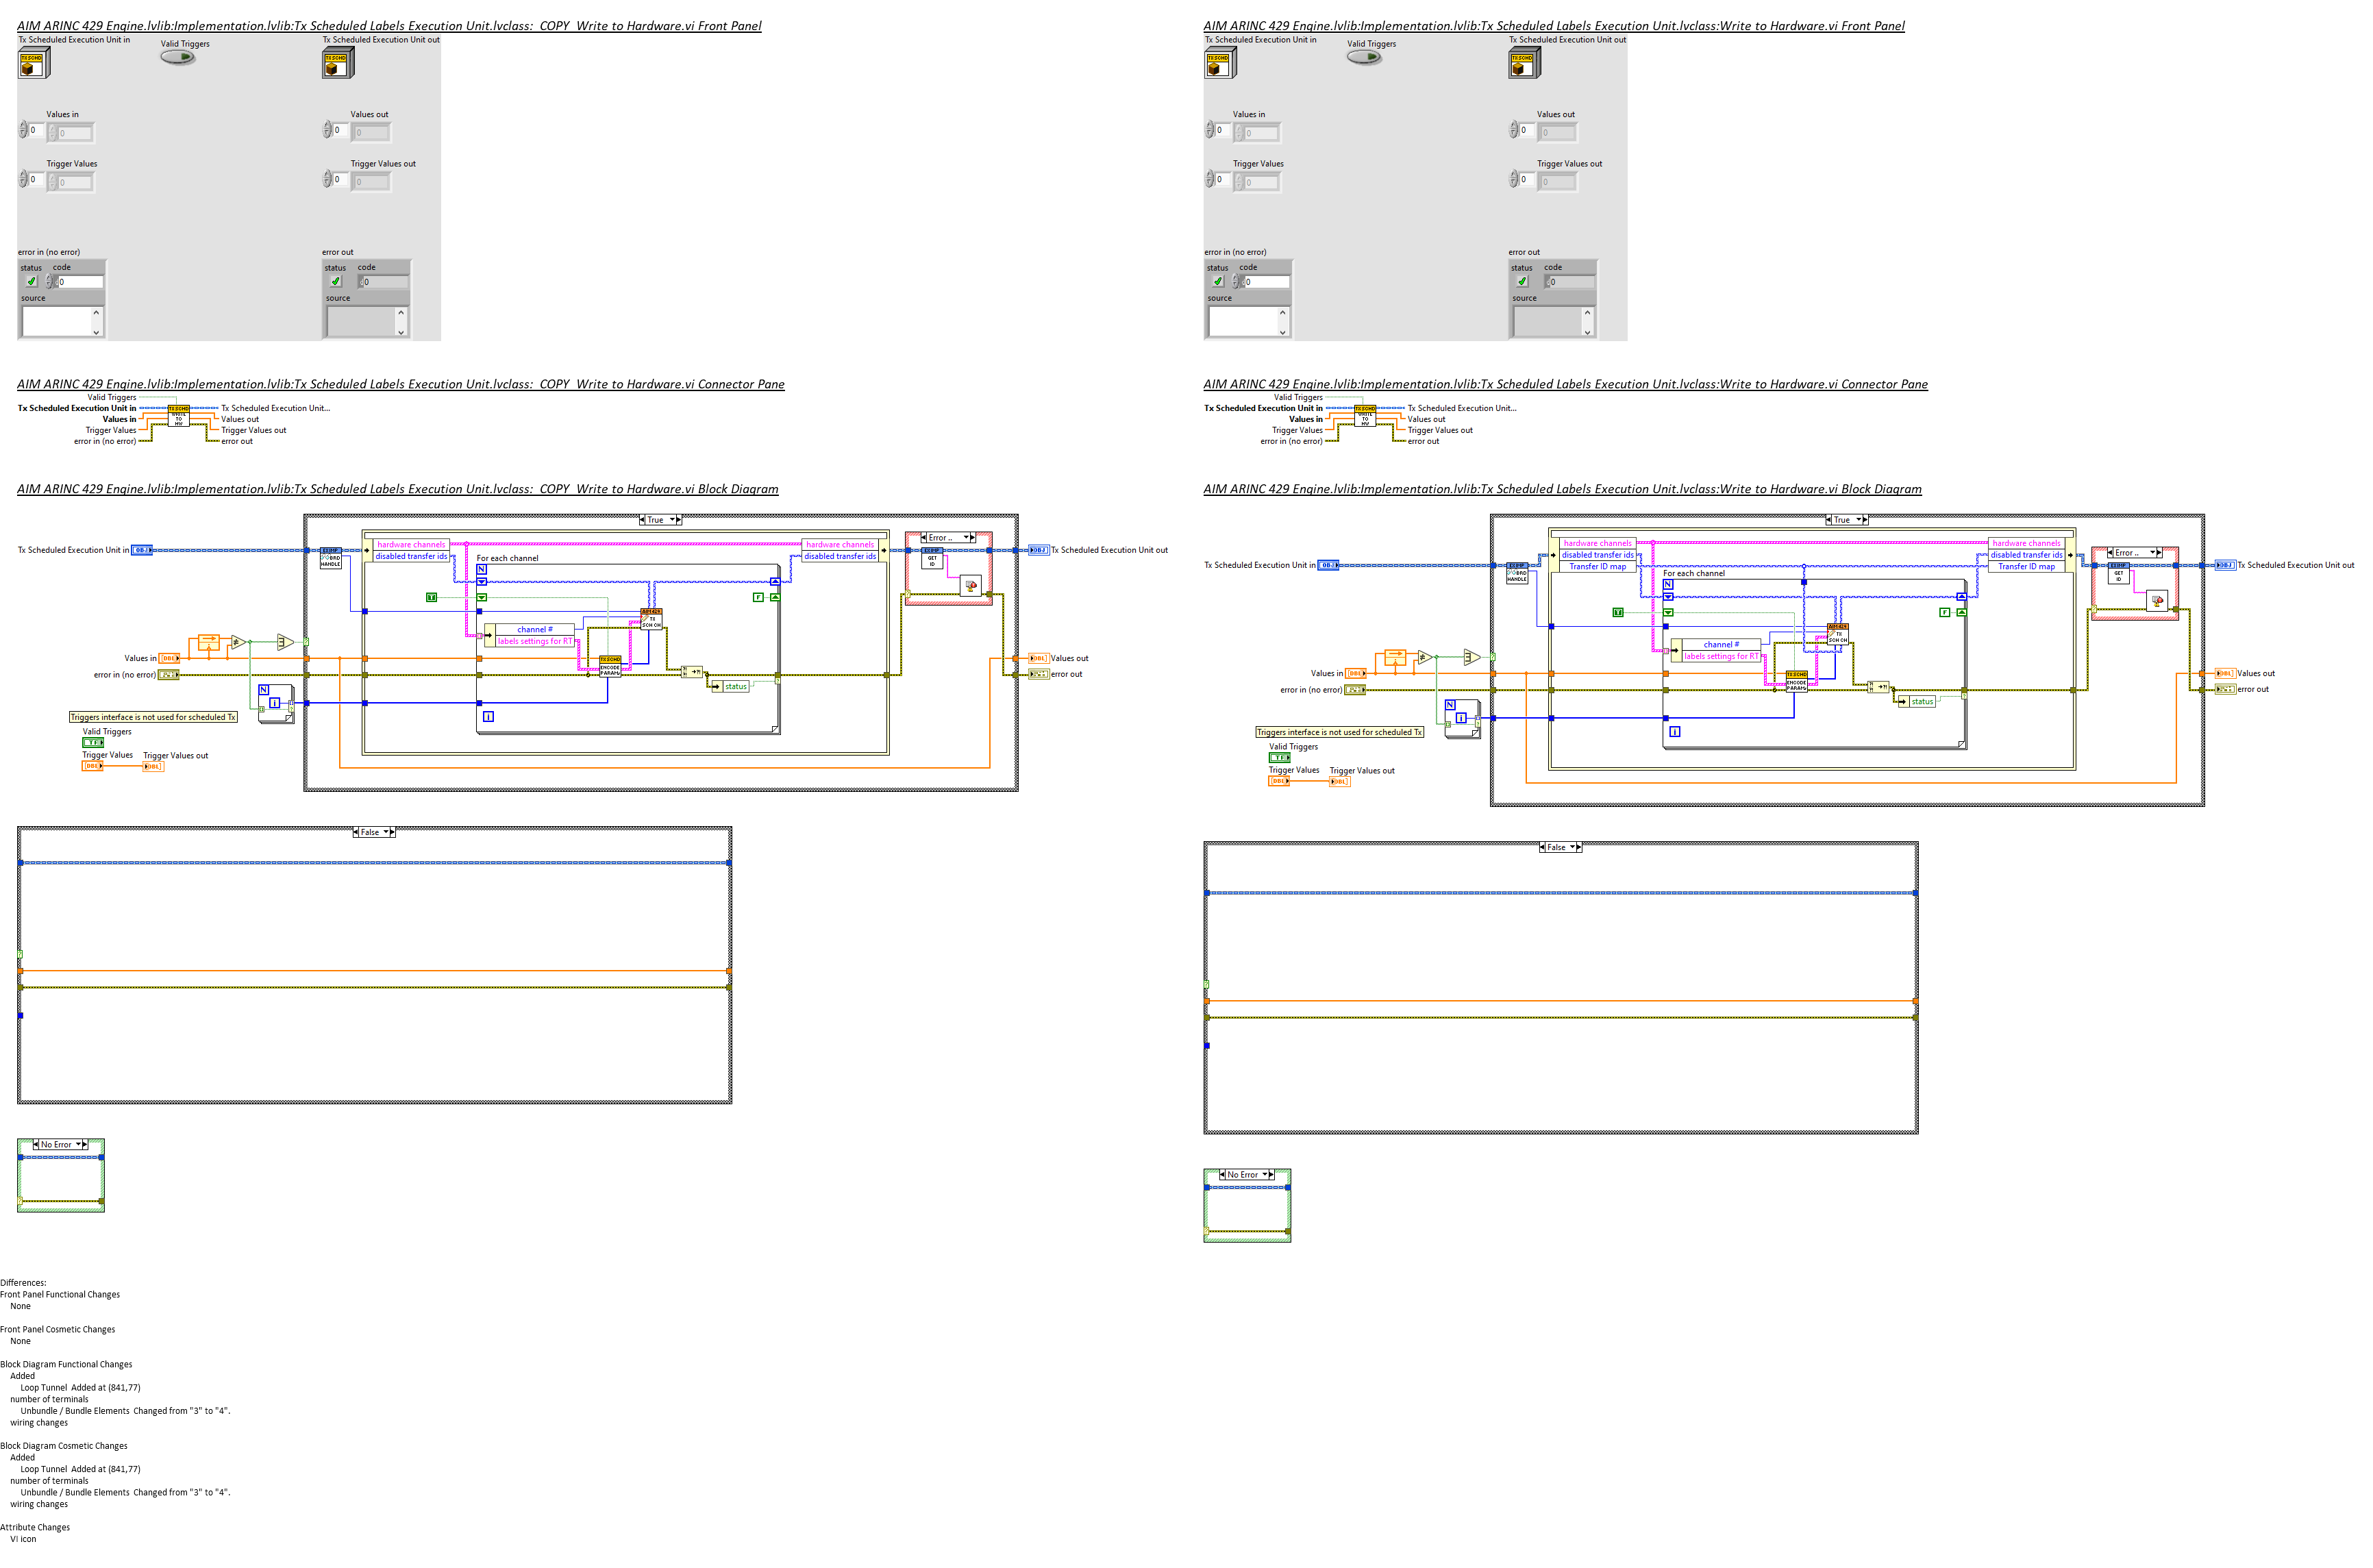 AIM ARINC 429 Engine.lvlib:Implementation.lvlib:Tx Scheduled Labels Execution Unit.lvclass:_COPY_Write to Hardware.vi Front Panel
Tx Scheduled Execution Unit in
Valid Triggers
Tx Scheduled Execution Unit out
TX SCHD
TX SCHD
Values in
Values out
0
0
0
0
Trigger Values
Trigger Values out
0
0
0
0
error in (no error)
error out
status code
status code
0
0
source
source
AIM ARINC 429 Engine.lvlib:Implementation.lvlib:Tx Scheduled Labels Execution Unit.lvclass:_COPY_Write to Hardware.vi Connector Pane
Valid Triggers
Tx Scheduled Execution Unit in
Tx Scheduled Execution Unit...
Values in
Values out
Trigger Values
Trigger Values out
error in (no error)
error out
AIM ARINC 429 Engine.lvlib:Implementation.lvlib:Tx Scheduled Labels Execution Unit.lvclass:_COPY_Write to Hardware.vi Block Diagram
True
Error ..
hardware channels
hardware channels
Tx Scheduled Execution Unit in
disabled transfer ids
disabled transfer ids
Tx Scheduled Execution Unit out
For each channel
N
channel #
labels settings for RT
Values in
Values out
error in (no error)
error out
status
N
i
i
Triggers interface is not used for scheduled Tx
Valid Triggers
Trigger Values
Trigger Values out
False
No Error
AIM ARINC 429 Engine.lvlib:Implementation.lvlib:Tx Scheduled Labels Execution Unit.lvclass:Write to Hardware.vi Front Panel
Tx Scheduled Execution Unit in
Valid Triggers
Tx Scheduled Execution Unit out
TX SCHD
TX SCHD
Values in
Values out
0
0
0
0
Trigger Values
Trigger Values out
0
0
0
0
error in (no error)
error out
status code
status code
0
0
source
source
AIM ARINC 429 Engine.lvlib:Implementation.lvlib:Tx Scheduled Labels Execution Unit.lvclass:Write to Hardware.vi Connector Pane
Valid Triggers
Tx Scheduled Execution Unit in
Tx Scheduled Execution Unit...
Values in
Values out
Trigger Values
Trigger Values out
error in (no error)
error out
AIM ARINC 429 Engine.lvlib:Implementation.lvlib:Tx Scheduled Labels Execution Unit.lvclass:Write to Hardware.vi Block Diagram
True
hardware channels
hardware channels
Error ..
disabled transfer ids
disabled transfer ids
Tx Scheduled Execution Unit in
Transfer ID map
Transfer ID map
Tx Scheduled Execution Unit out
For each channel
N
channel #
labels settings for RT
Values in
Values out
error in (no error)
error out
status
N
i
i
Triggers interface is not used for scheduled Tx
Valid Triggers
Trigger Values
Trigger Values out
False
No Error
Differences:
Front Panel Functional Changes
None
Front Panel Cosmetic Changes
None
Block Diagram Functional Changes
Added
Loop Tunnel Added at (841,77)
number of terminals
Unbundle / Bundle Elements Changed from "3" to "4".
wiring changes
Block Diagram Cosmetic Changes
Added
Loop Tunnel Added at (841,77)
number of terminals
Unbundle / Bundle Elements Changed from "3" to "4".
wiring changes
Attribute Changes
VI icon